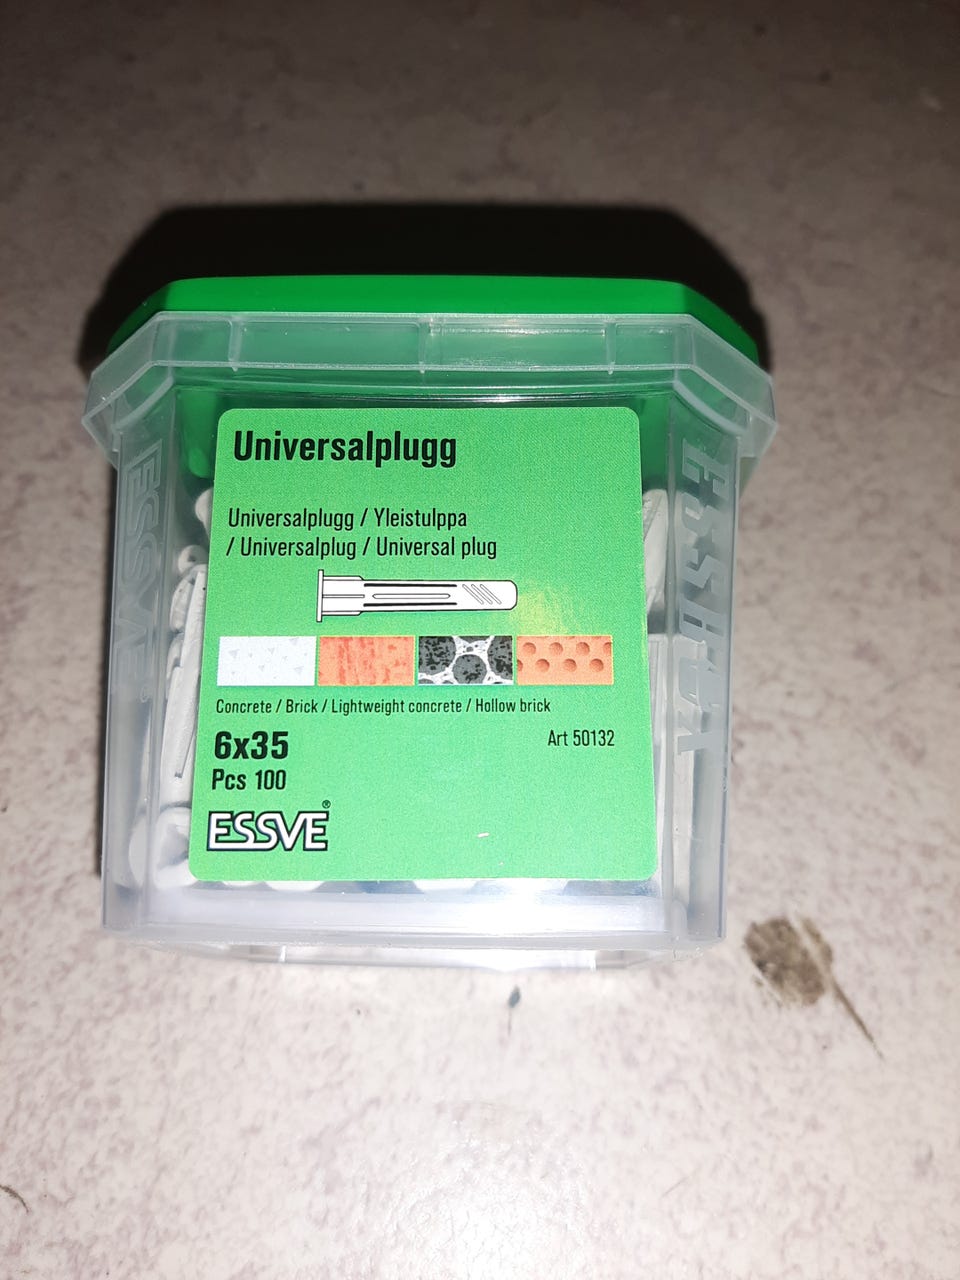 Universalplugg
Universalplugg / Yleistulppa
/ Universalplug / Universal plug
Concrete / Brick / Lightweight concrete / Hollow brick
6x35
Art 50132
Pcs 100
ESSVE®
ESSVE
ESSVE